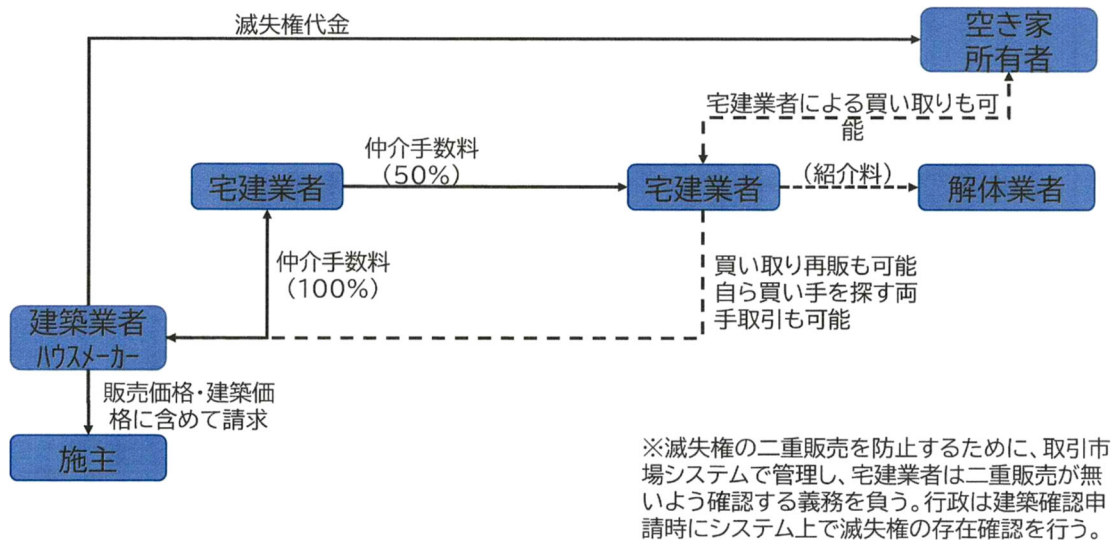 滅失権代金
空き家
所有者
宅建業者による買い取りも可
能
仲介手数料
（50%）
宅建業者
宅建業者
（紹介料）
解体業者
仲介手数料
（100%）
買い取り再販も可能
自ら買い手を探す両
手取引も可能
建築業者
ﾊｳｽﾒｰｶｰ
販売価格・建築価
格に含めて請求
施主
※滅失権の二重販売を防止するために、取引市
場システムで管理し、宅建業者は二重販売が無
いよう確認する義務を負う。行政は建築確認申
請時にシステム上で滅失権の存在確認を行う。